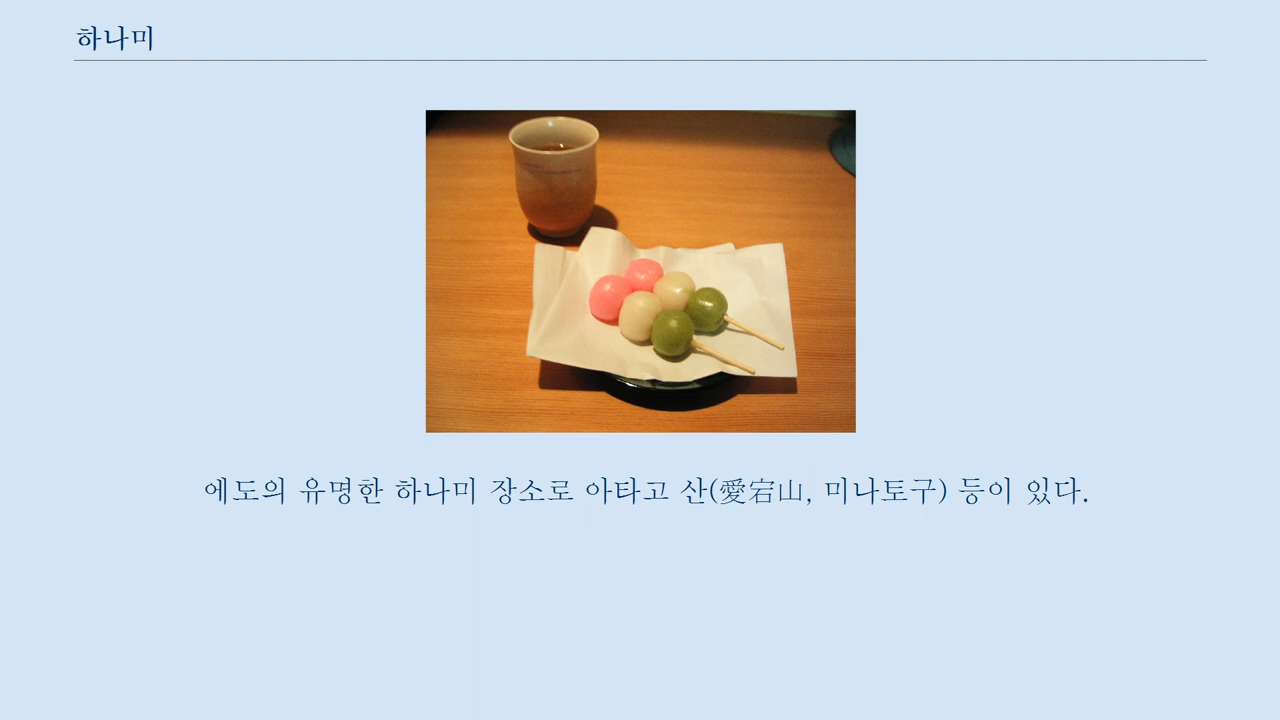 하나미
에도의 유명한 하나미 장소로 아타고 산(愛宕山, 미나토구) 등이 있다.